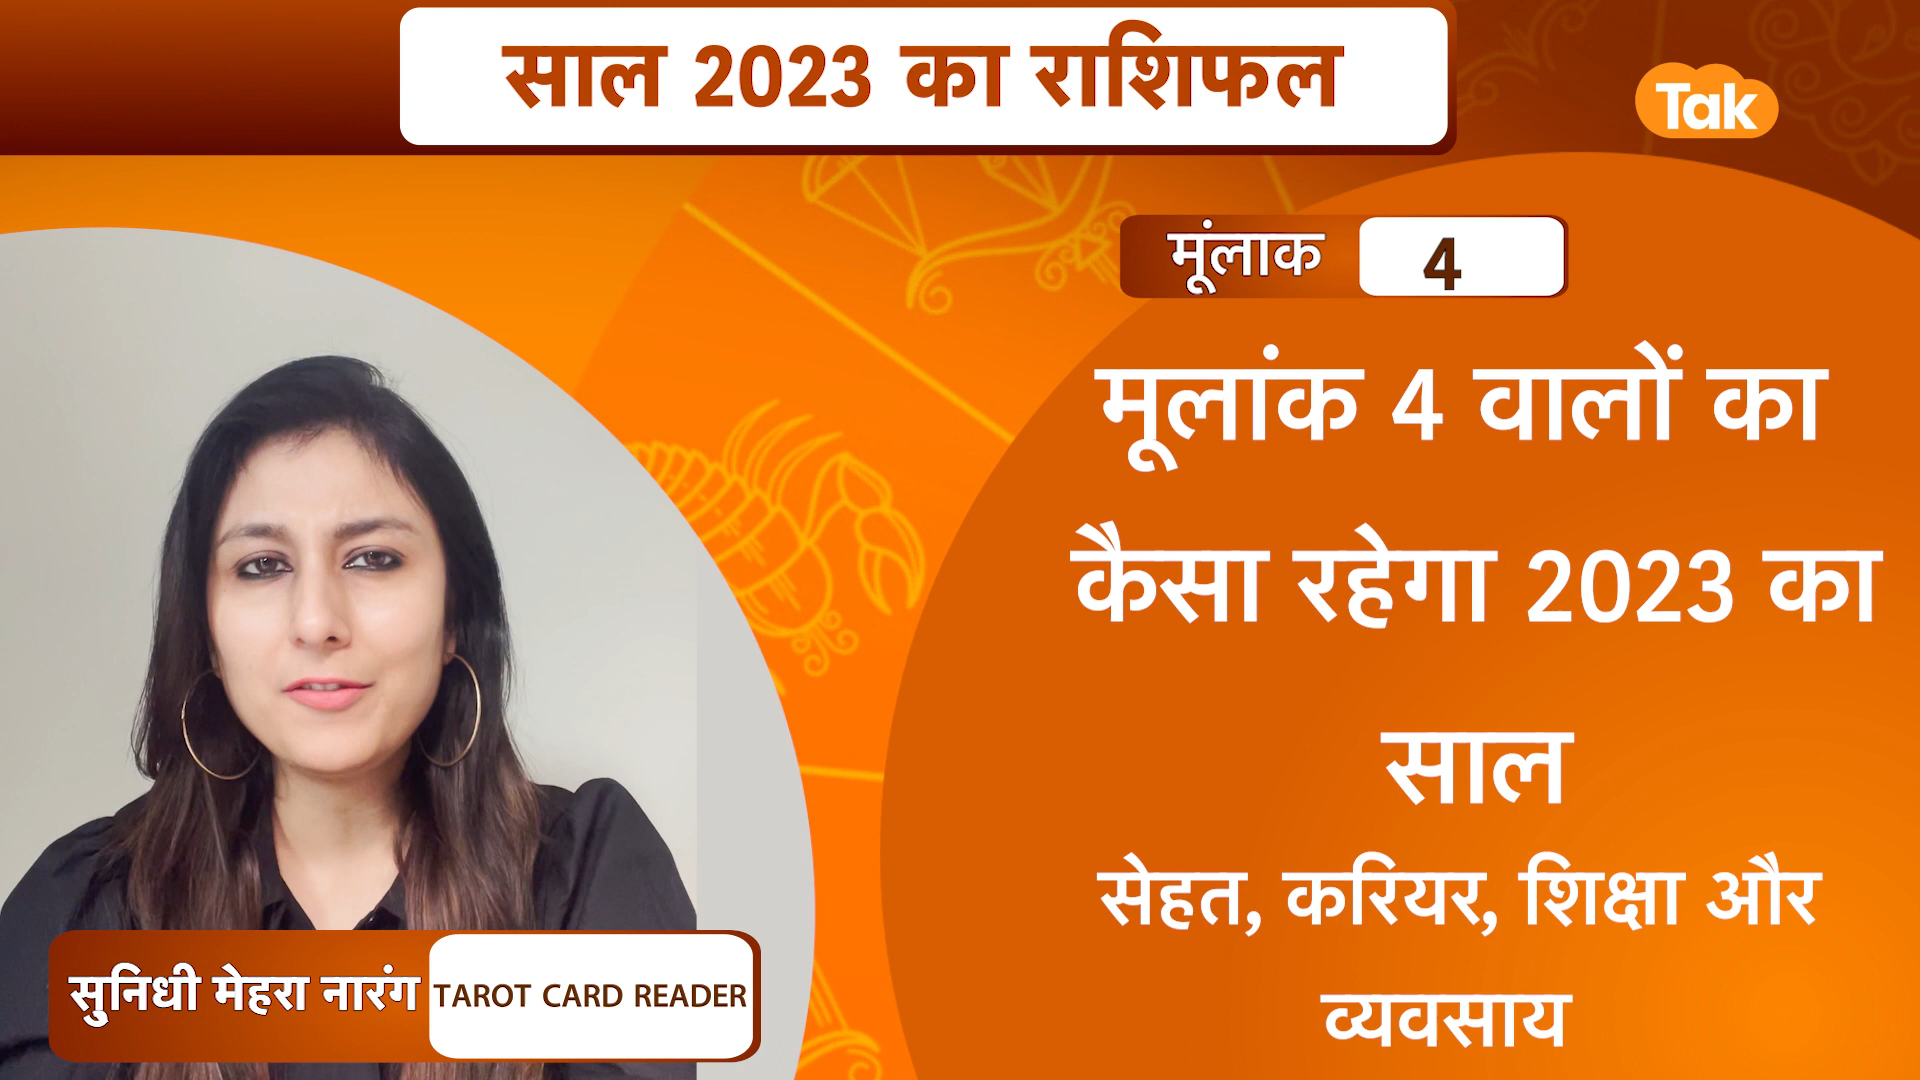 साल 2023 का राशिफल
Tak
मूंलाक 4
मूलांक 4 वालों का
कैसा रहेगा 2023 का
साल
सेहत, करियर, शिक्षा और
व्यवसाय
सुनिधी मेहरा नारंग TAROT CARD READER